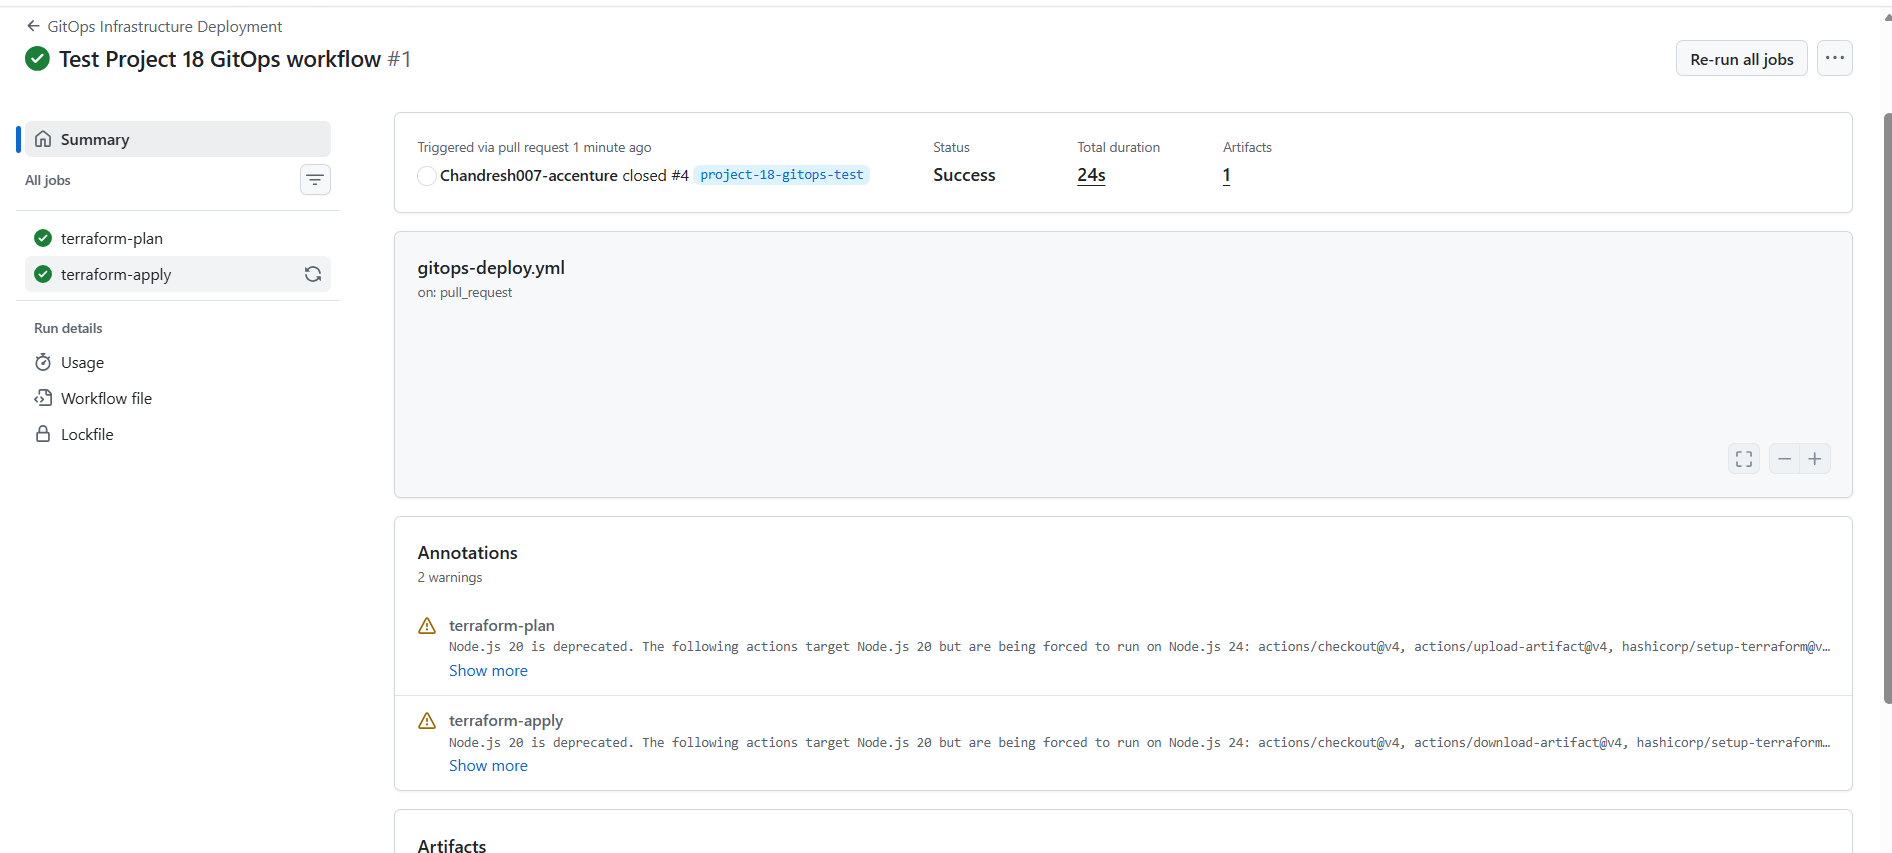 GitOps Infrastructure Deployment
Test Project 18 GitOps workflow #1
Re-run all jobs
Summary
All jobs
terraform-plan
terraform-apply
Run details
Usage
Workflow file
Lockfile
Triggered via pull request 1 minute ago
Chandresh007-accenture closed #4 project-18-gitops-test
Status
Success
Total duration
24s
Artifacts
1
gitops-deploy.yml
on: pull_request
Annotations
2 warnings
terraform-plan
Node.js 20 is deprecated. The following actions target Node.js 20 but are being forced to run on Node.js 24: actions/checkout@v4, actions/upload-artifact@v4, hashicorp/setup-terraform@v…
Show more
terraform-apply
Node.js 20 is deprecated. The following actions target Node.js 20 but are being forced to run on Node.js 24: actions/checkout@v4, actions/download-artifact@v4, hashicorp/setup-terraform…
Show more
Artifacts